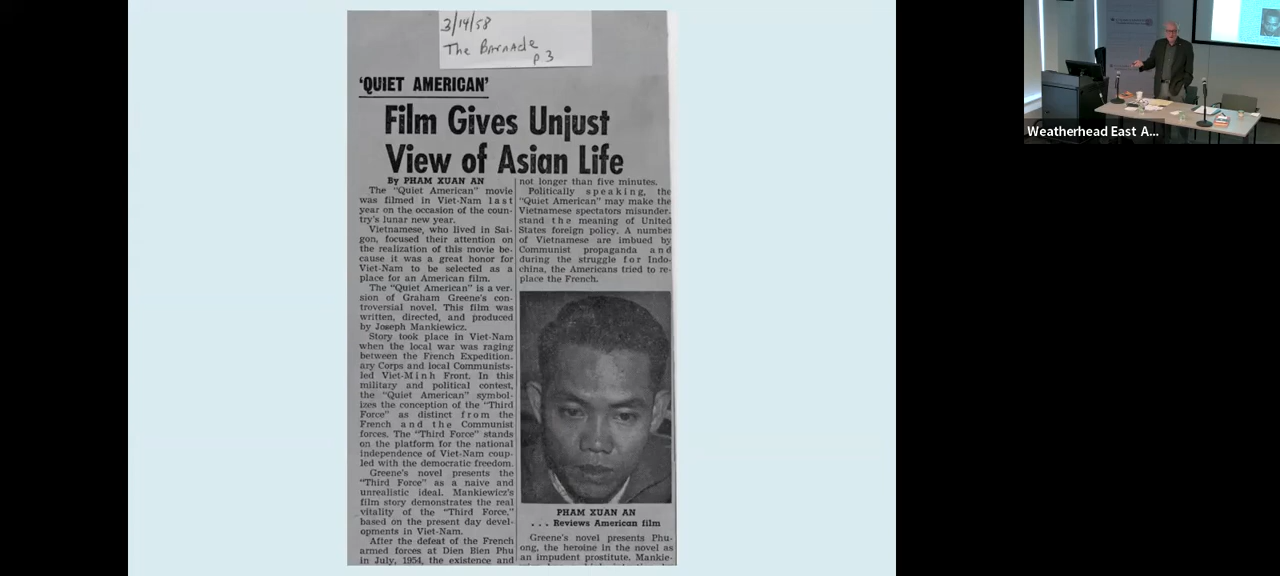 3/14/58
The Barnacle
p 3
'QUIET AMERICAN'
Film Gives Unjust
View of Asian Life
By PHAM XUAN AN
The "Quiet American" movie
was filmed in Viet-Nam last
year on the occasion of the coun-
try's lunar new year.
Vietnamese, who lived in Sai-
gon, focused their attention on
the realization of this movie be-
cause it was a great honor for
Viet-Nam to be selected as a
place for an American film.
The "Quiet American" is a ver-
sion of Graham Greene's con-
troversial novel. This film was
written, directed, and produced
by Joseph Mankiewicz.
Story took place in Viet-Nam
when the local war was raging
between the French Expedition-
ary Corps and local Communists-
led Viet-Minh Front. In this
military and political contest,
the "Quiet American" symbol-
izes the conception of the "Third
Force" as distinct from the
French and the Communist
forces. The "Third Force" stands
on the platform for the national
independence of Viet-Nam coup-
led with the democratic freedom.
Greene's novel presents the
"Third Force" as a naive and
unrealistic ideal. Mankiewicz's
film story demonstrates the real
vitality of the "Third Force,"
based on the present day devel-
opments in Viet-Nam.
After the defeat of the French
armed forces at Dien Bien Phu
in July, 1954, the existence and
not longer than five minutes.
Politically speaking, the
"Quiet American" may make the
Vietnamese spectators misunder-
stand the meaning of United
States foreign policy. A number
of Vietnamese are imbued by
Communist propaganda and
during the struggle for Indo-
china, the Americans tried to re-
place the French.
PHAM XUAN AN
. . . Reviews American film
Greene's novel presents Phu-
ong, the heroine in the novel as
an impudent prostitute. Mankie-
Weatherhead East A...